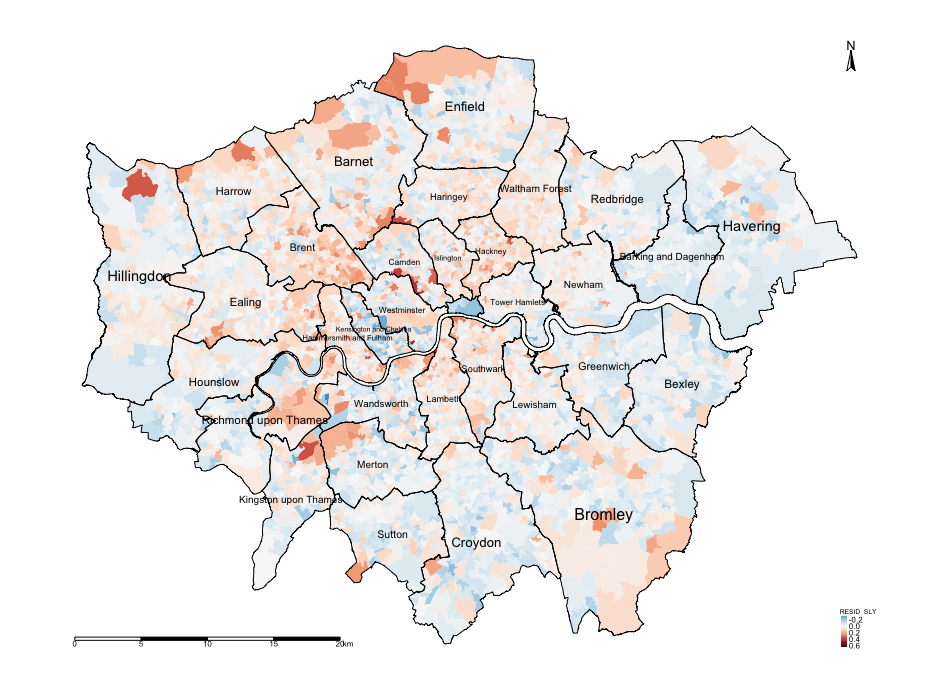 N
Enfield
Barnet
Harrow
Haringey
Waltham Forest
Redbridge
Havering
Brent
Hackney
Camden
Islington
Barking and Dagenham
Hillingdon
Newham
Ealing
Tower Hamlets
Westminster
Kensington and Chelsea
Hammersmith and Fulham
Southwark
Greenwich
Hounslow
Bexley
Lambeth
Wandsworth
Lewisham
Richmond upon Thames
Merton
Kingston upon Thames
Bromley
Sutton
Croydon
RESID_SLY
-0.2
0.0
0.2
0.4
0.6
0 5 10 15 20km